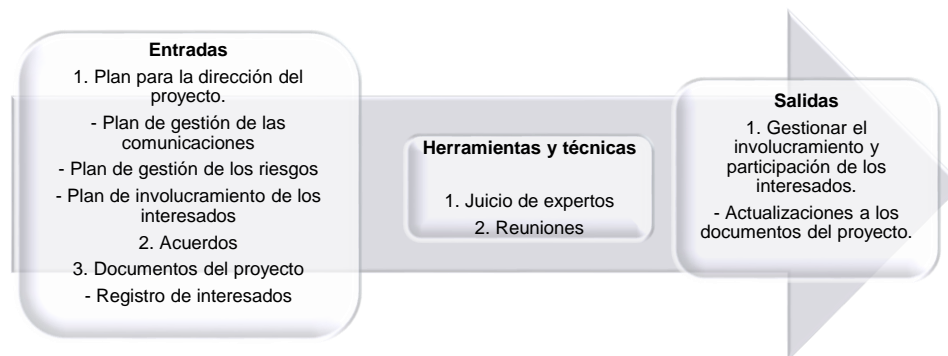 Entradas
1. Plan para la dirección del
proyecto.
- Plan de gestión de las
comunicaciones
- Plan de gestión de los riesgos
- Plan de involucramiento de los
interesados
2. Acuerdos
3. Documentos del proyecto
- Registro de interesados
Herramientas y técnicas
1. Juicio de expertos
2. Reuniones
Salidas
1. Gestionar el
involucramiento y
participación de los
interesados.
- Actualizaciones a los
documentos del proyecto.